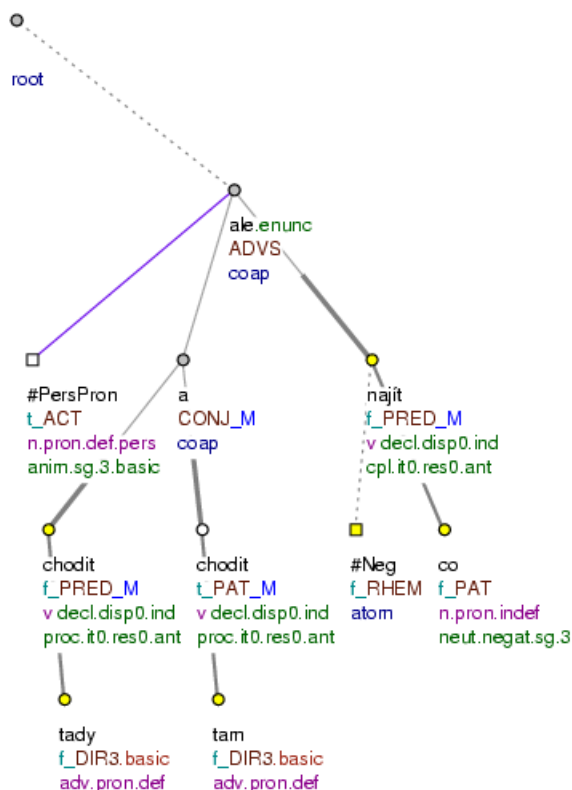 root
ale.enunc
ADVS
coap
#PersPron
t_ACT
n.pron.def.pers
anim.sg.3.basic
a
CONJ_M
coap
najít
f_PRED_M
v decl.disp0.ind
cpl.it0.res0.ant
chodit
f_PRED_M
v decl.disp0.ind
proc.it0.res0.ant
chodit
t_PAT_M
v decl.disp0.ind
proc.it0.res0.ant
#Neg
f_RHEM
atom
co
f_PAT
n.pron.indef
neut.negat.sg.3
tady
f_DIR3.basic
adv.pron.def
tam
f_DIR3.basic
adv.pron.def